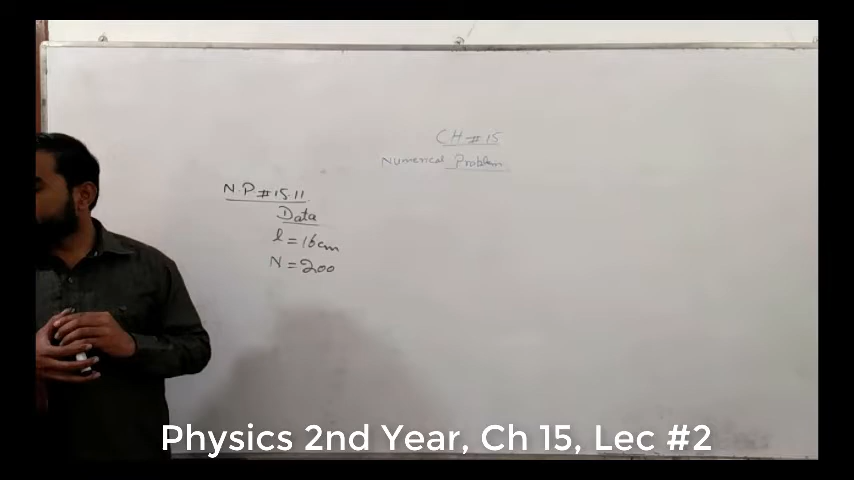 CH # 15
Numerical Problem
N.P # 15.11
Data
l = 16cm
N = 200
Physics 2nd Year, Ch 15, Lec #2